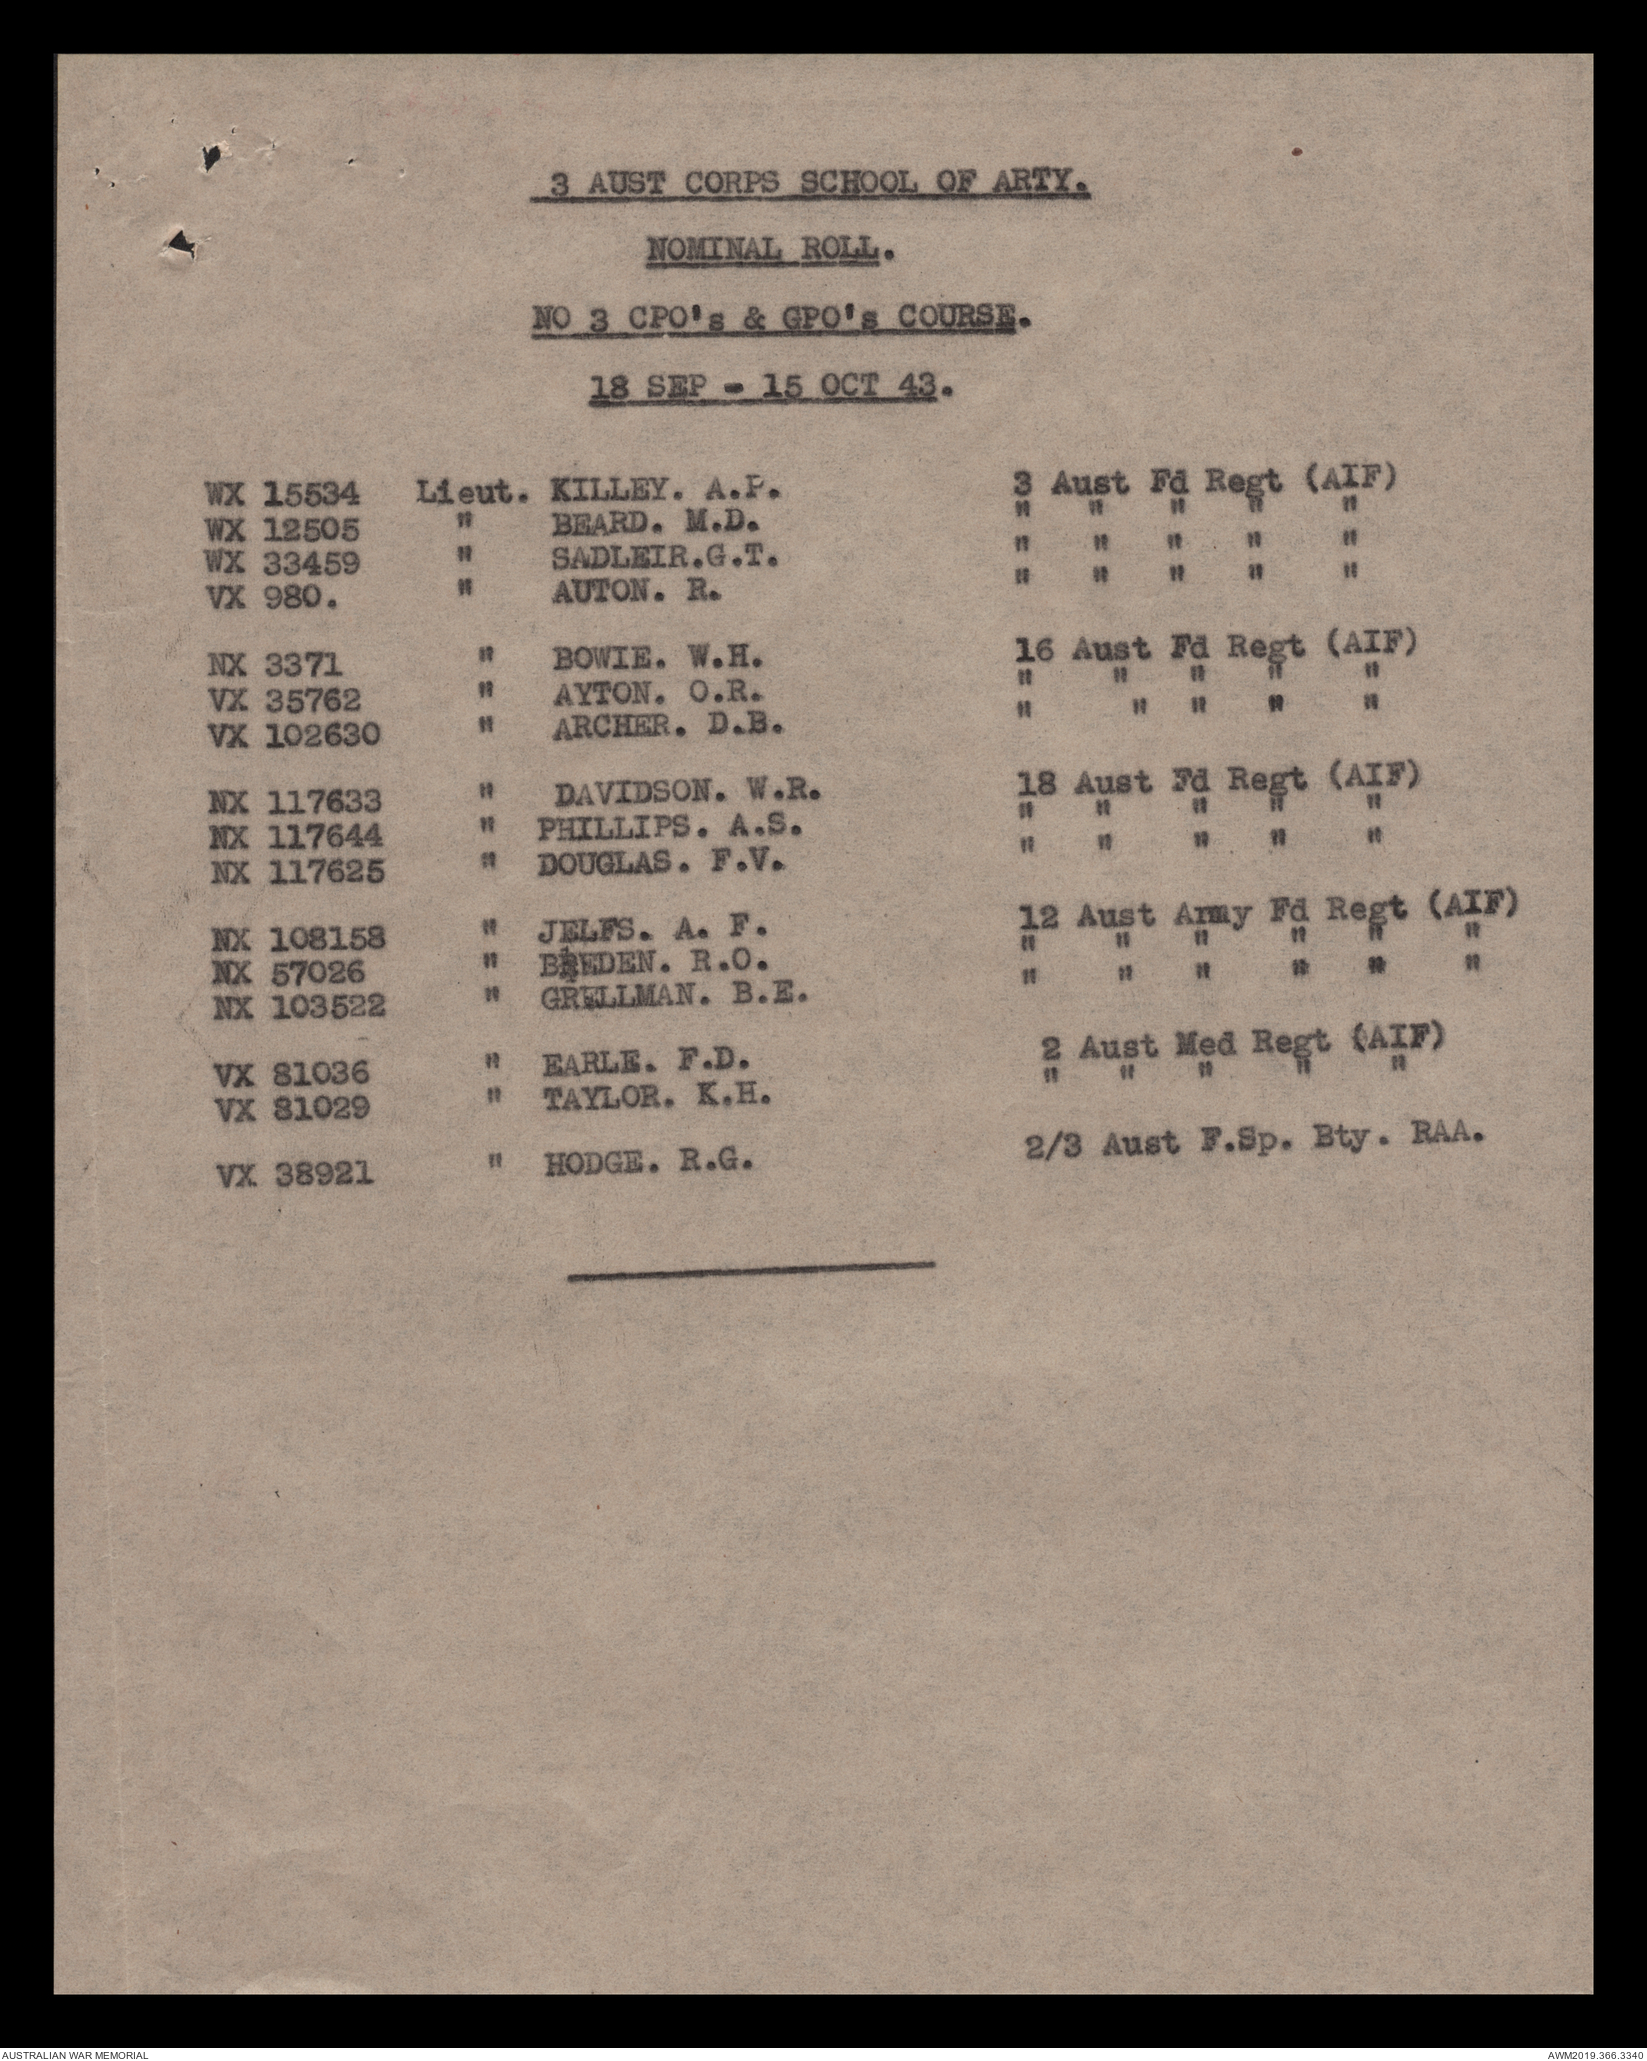 3 AUST CORPS SCHOOL OF ARTY.
NOMINAL ROLL.
NO 3 CPO's & GPO's COURSE.
18 SEP - 15 OCT 43.
WX 15534 Lieut. KILLEY. A.P. 3 Aust Fd Regt (AIF)
WX 12505 " BEARD. M.D. " " " " "
WX 33459 " SADLEIR.G.T. " " " " "
VX 980. " AUTON. R. " " " " "
NX 3371 " BOWIE. W.H. 16 Aust Fd Regt (AIF)
VX 35762 " AYTON. O.R. " " " " "
VX 102630 " ARCHER. D.B. " " " " "
NX 117633 " DAVIDSON. W.R. 18 Aust Fd Regt (AIF)
NX 117644 " PHILLIPS. A.S. " " " " "
NX 117625 " DOUGLAS. F.V. " " " " "
NX 108158 " JELFS. A. F. 12 Aust Army Fd Regt (AIF)
NX 57026 " R.O. " " " " " "
NX 103522 " GRELLMAN. B.E. " " " " " "
VX 81036 " EARLE. F.D. 2 Aust Med Regt (AIF)
VX 81029 " TAYLOR. K.H. " " " " "
VX 38921 " HODGE. R.G. 2/3 Aust F.Sp. Bty. RAA.
AUSTRALIAN WAR MEMORIAL AWM2019.366.3340